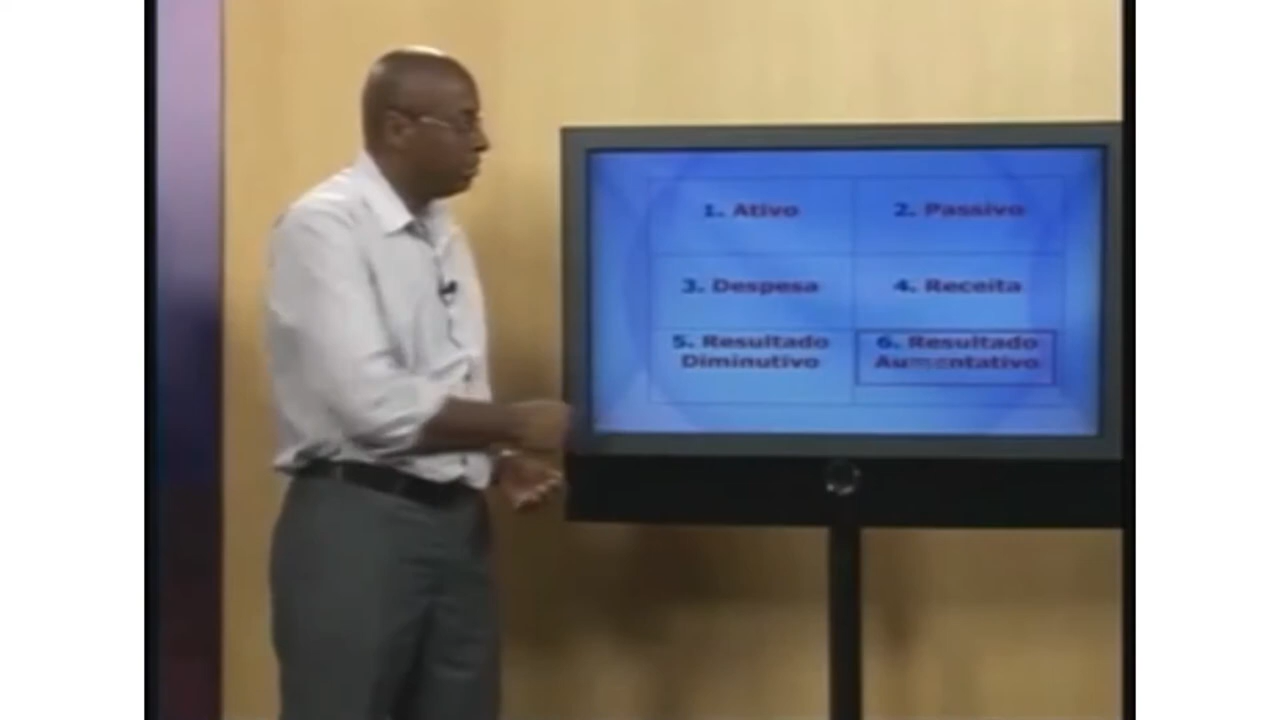 1. Ativo
2. Passivo
3. Despesa
4. Receita
5. Resultado
Diminutivo
6. Resultado
Aumentativo